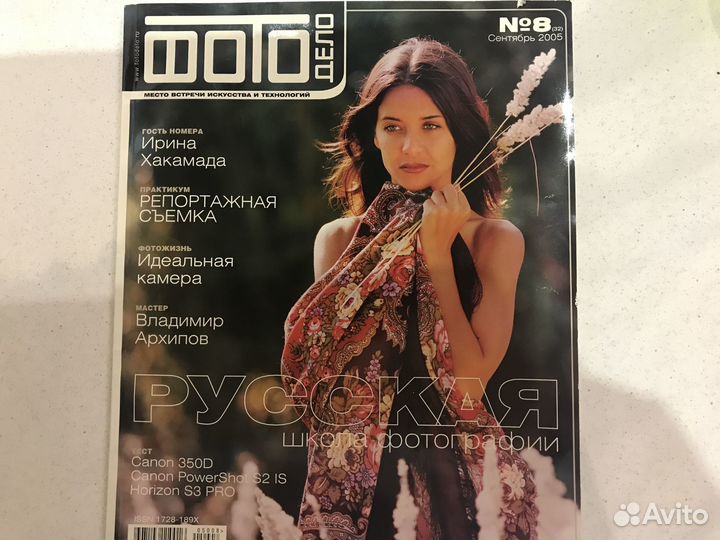 www.fotodelo.ru
ФОТО
ДЕЛО
МЕСТО ВСТРЕЧИ ИСКУССТВА И ТЕХНОЛОГИЙ
№8 (32)
Сентябрь 2005
ГОСТЬ НОМЕРА
Ирина
Хакамада
ПРАКТИКУМ
РЕПОРТАЖНАЯ
СЪЕМКА
ФОТОЖИЗНЬ
Идеальная
камера
МАСТЕР
Владимир
Архипов
РУССКАЯ
школа фотографии
ТЕСТ
Canon 350D
Canon PowerShot S2 IS
Horizon S3 PRO
ISSN 1728-189X
05008>
Avito